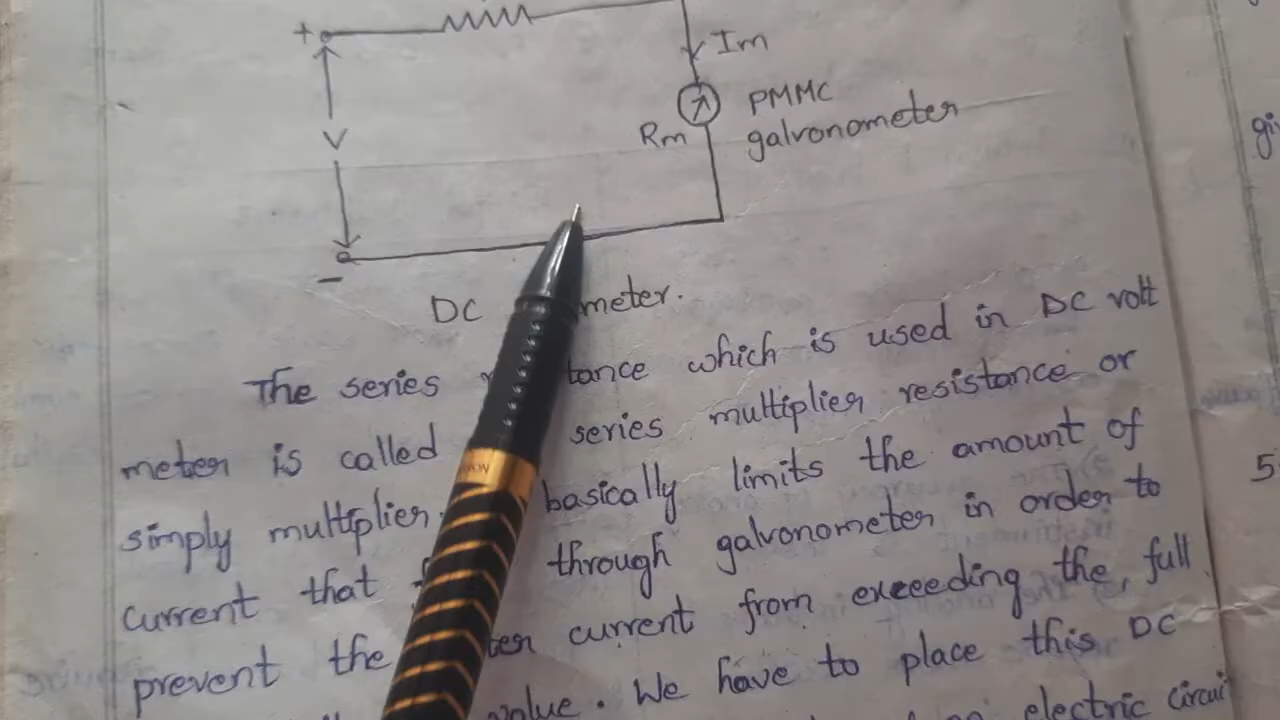 +
Im
PMMC
V
Rm
galvonometer
gi
-
DC meter.
The series tance which is used in DC volt
meter is called series multiplier resistance or
simply multiplier. basically limits the amount of
current that through galvonometer in order to
prevent the ter current from exceeding the, full
value. We have to place this DC
electric circui
5